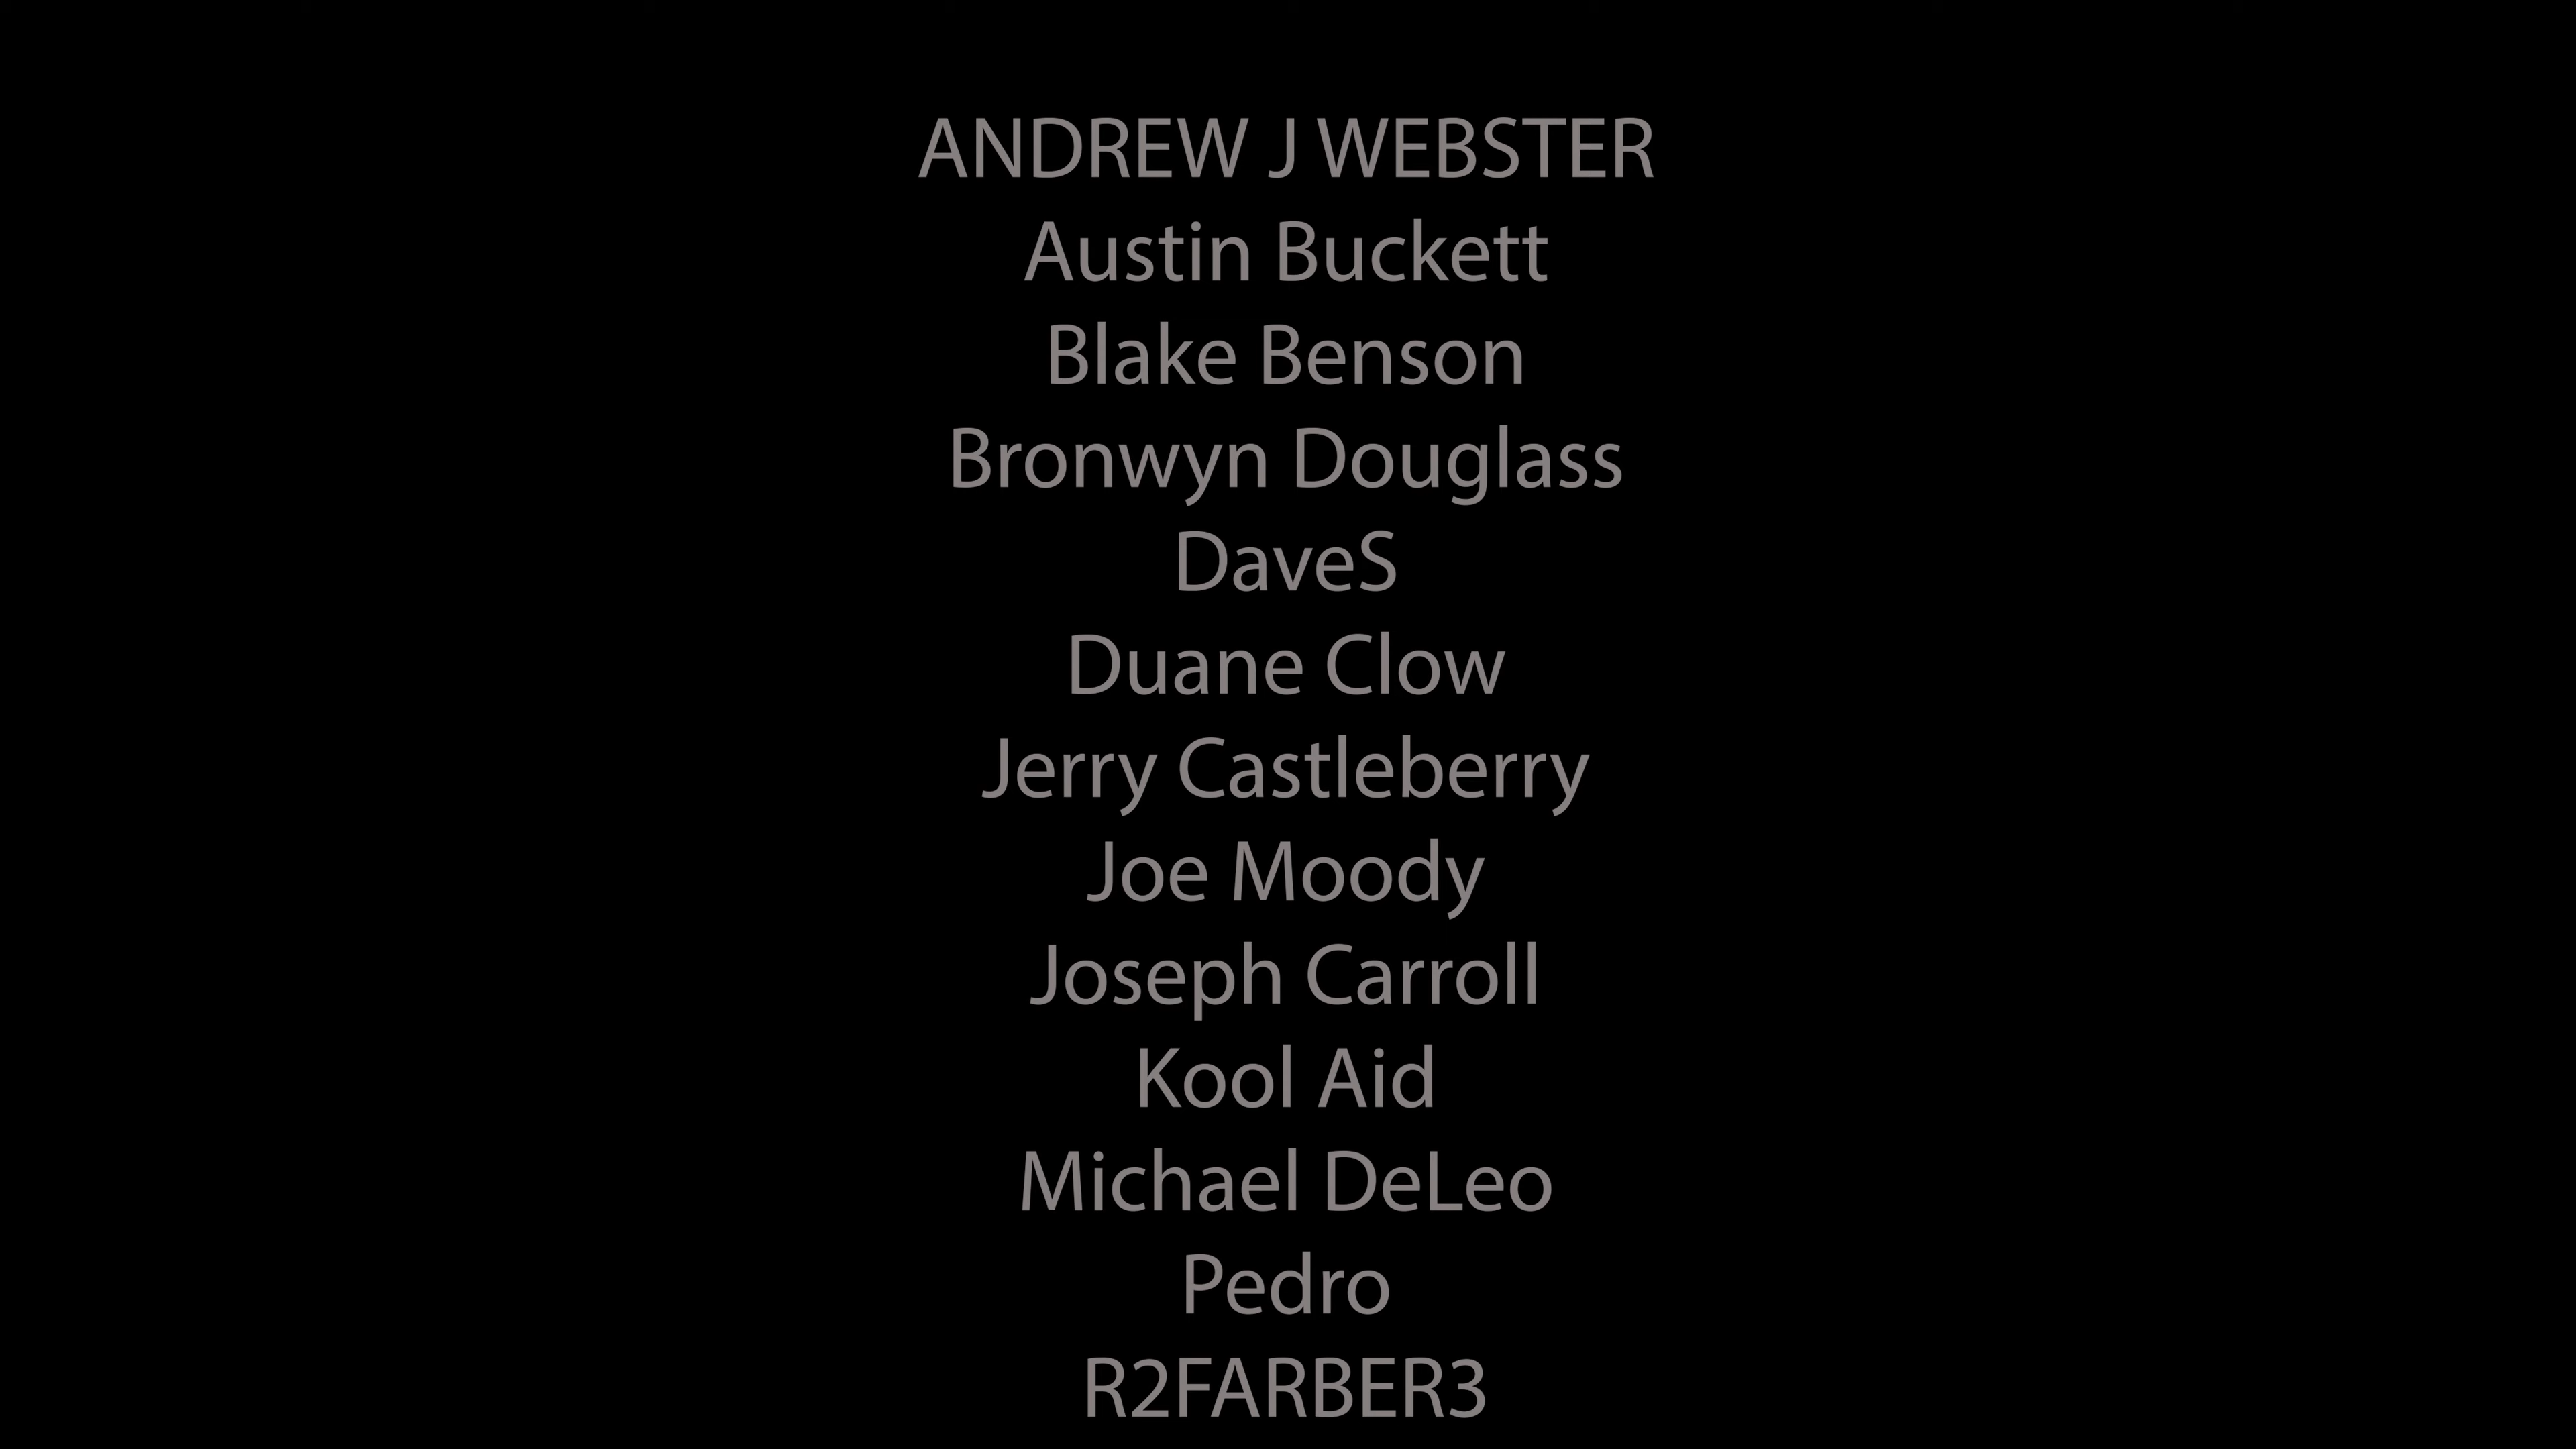 ANDREW J WEBSTER
Austin Buckett
Blake Benson
Bronwyn Douglass
DaveS
Duane Clow
Jerry Castleberry
Joe Moody
Joseph Carroll
Kool Aid
Michael DeLeo
Pedro
R2FARBER3